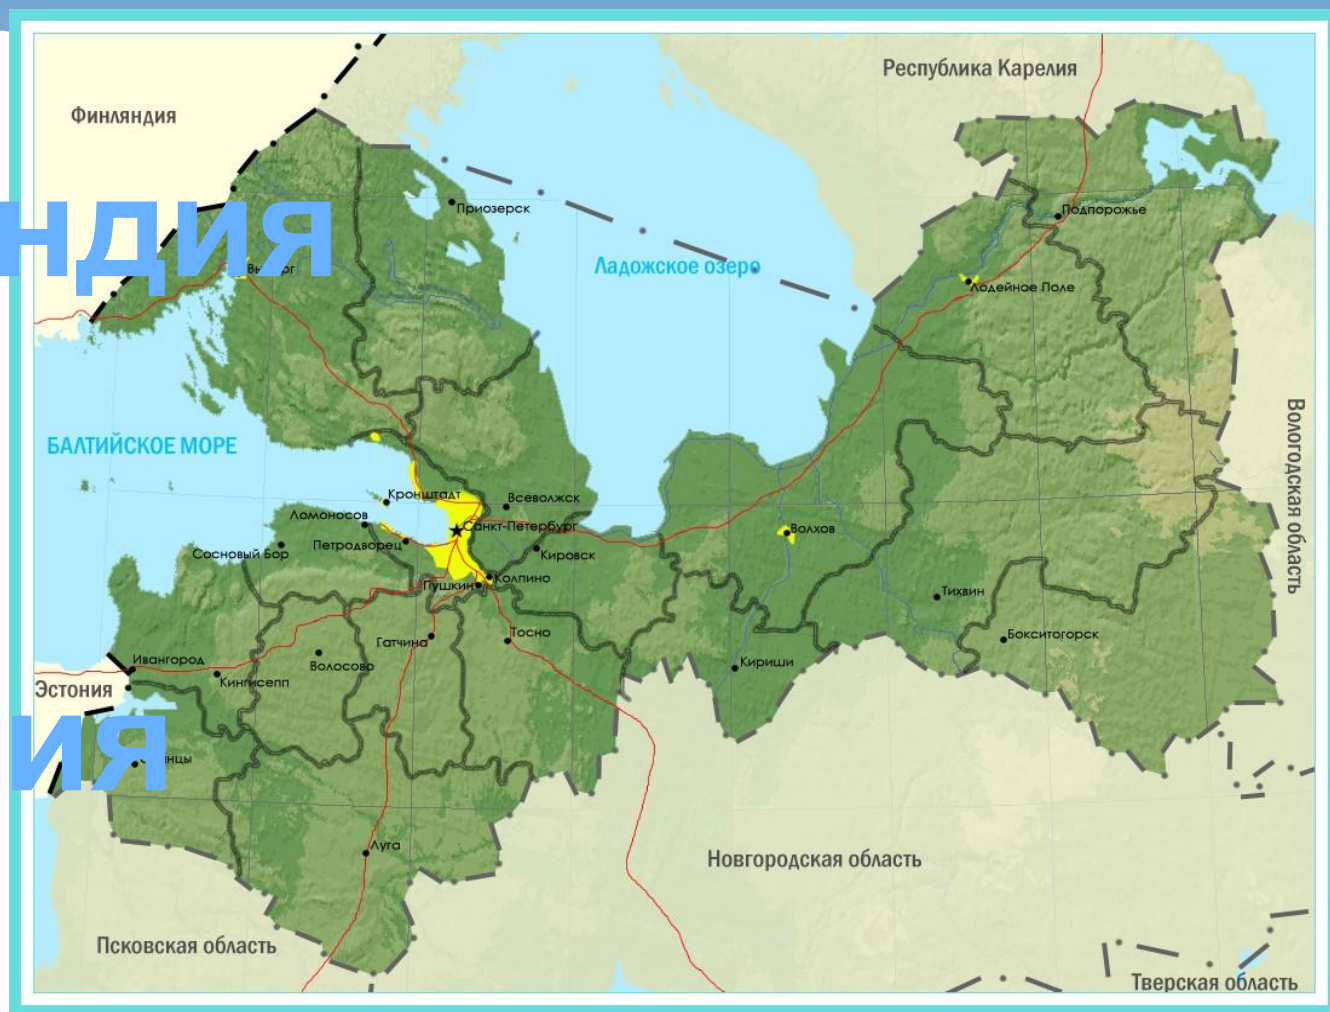 Республика Карелия
Финляндия
НДИЯ
Приозерск
Подпорожье
Ладожское озеро
Лодейное Поле
БАЛТИЙСКОЕ МОРЕ
Вологодская область
Кронштадт
Всеволжск
Ломоносов
Санкт-Петербург
Волхов
Петродворец
Сосновый Бор
Кировск
Пушкин
Колпино
Тихвин
Гатчина
Тосно
Бокситогорск
Ивангород
Волосово
Кириши
Кингисепп
Эстония
ИЯ
Луга
Новгородская область
Псковская область
Тверская область